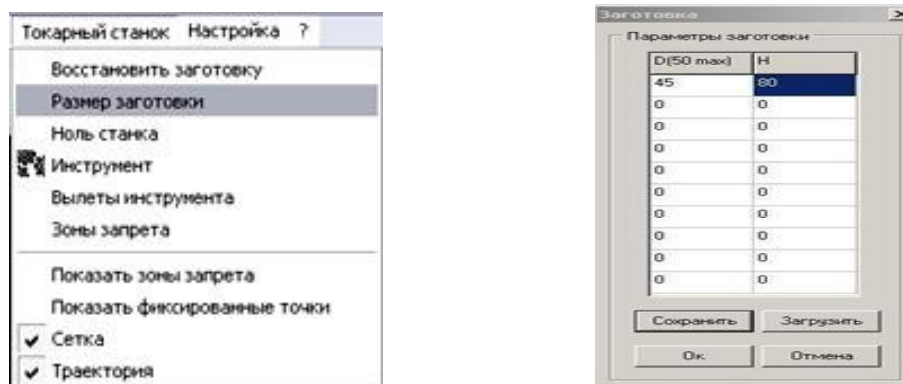 Токарный станок Настройка ?
Восстановить заготовку
Размер заготовки
Ноль станка
Инструмент
Вылеты инструмента
Зоны запрета
Показать зоны запрета
Показать фиксированные точки
Сетка
Траектория
Заготовка
Параметры заготовки
D(50 max) H
45 80
0 0
0 0
0 0
0 0
0 0
0 0
0 0
0 0
0 0
Сохранить Загрузить
Ок Отмена